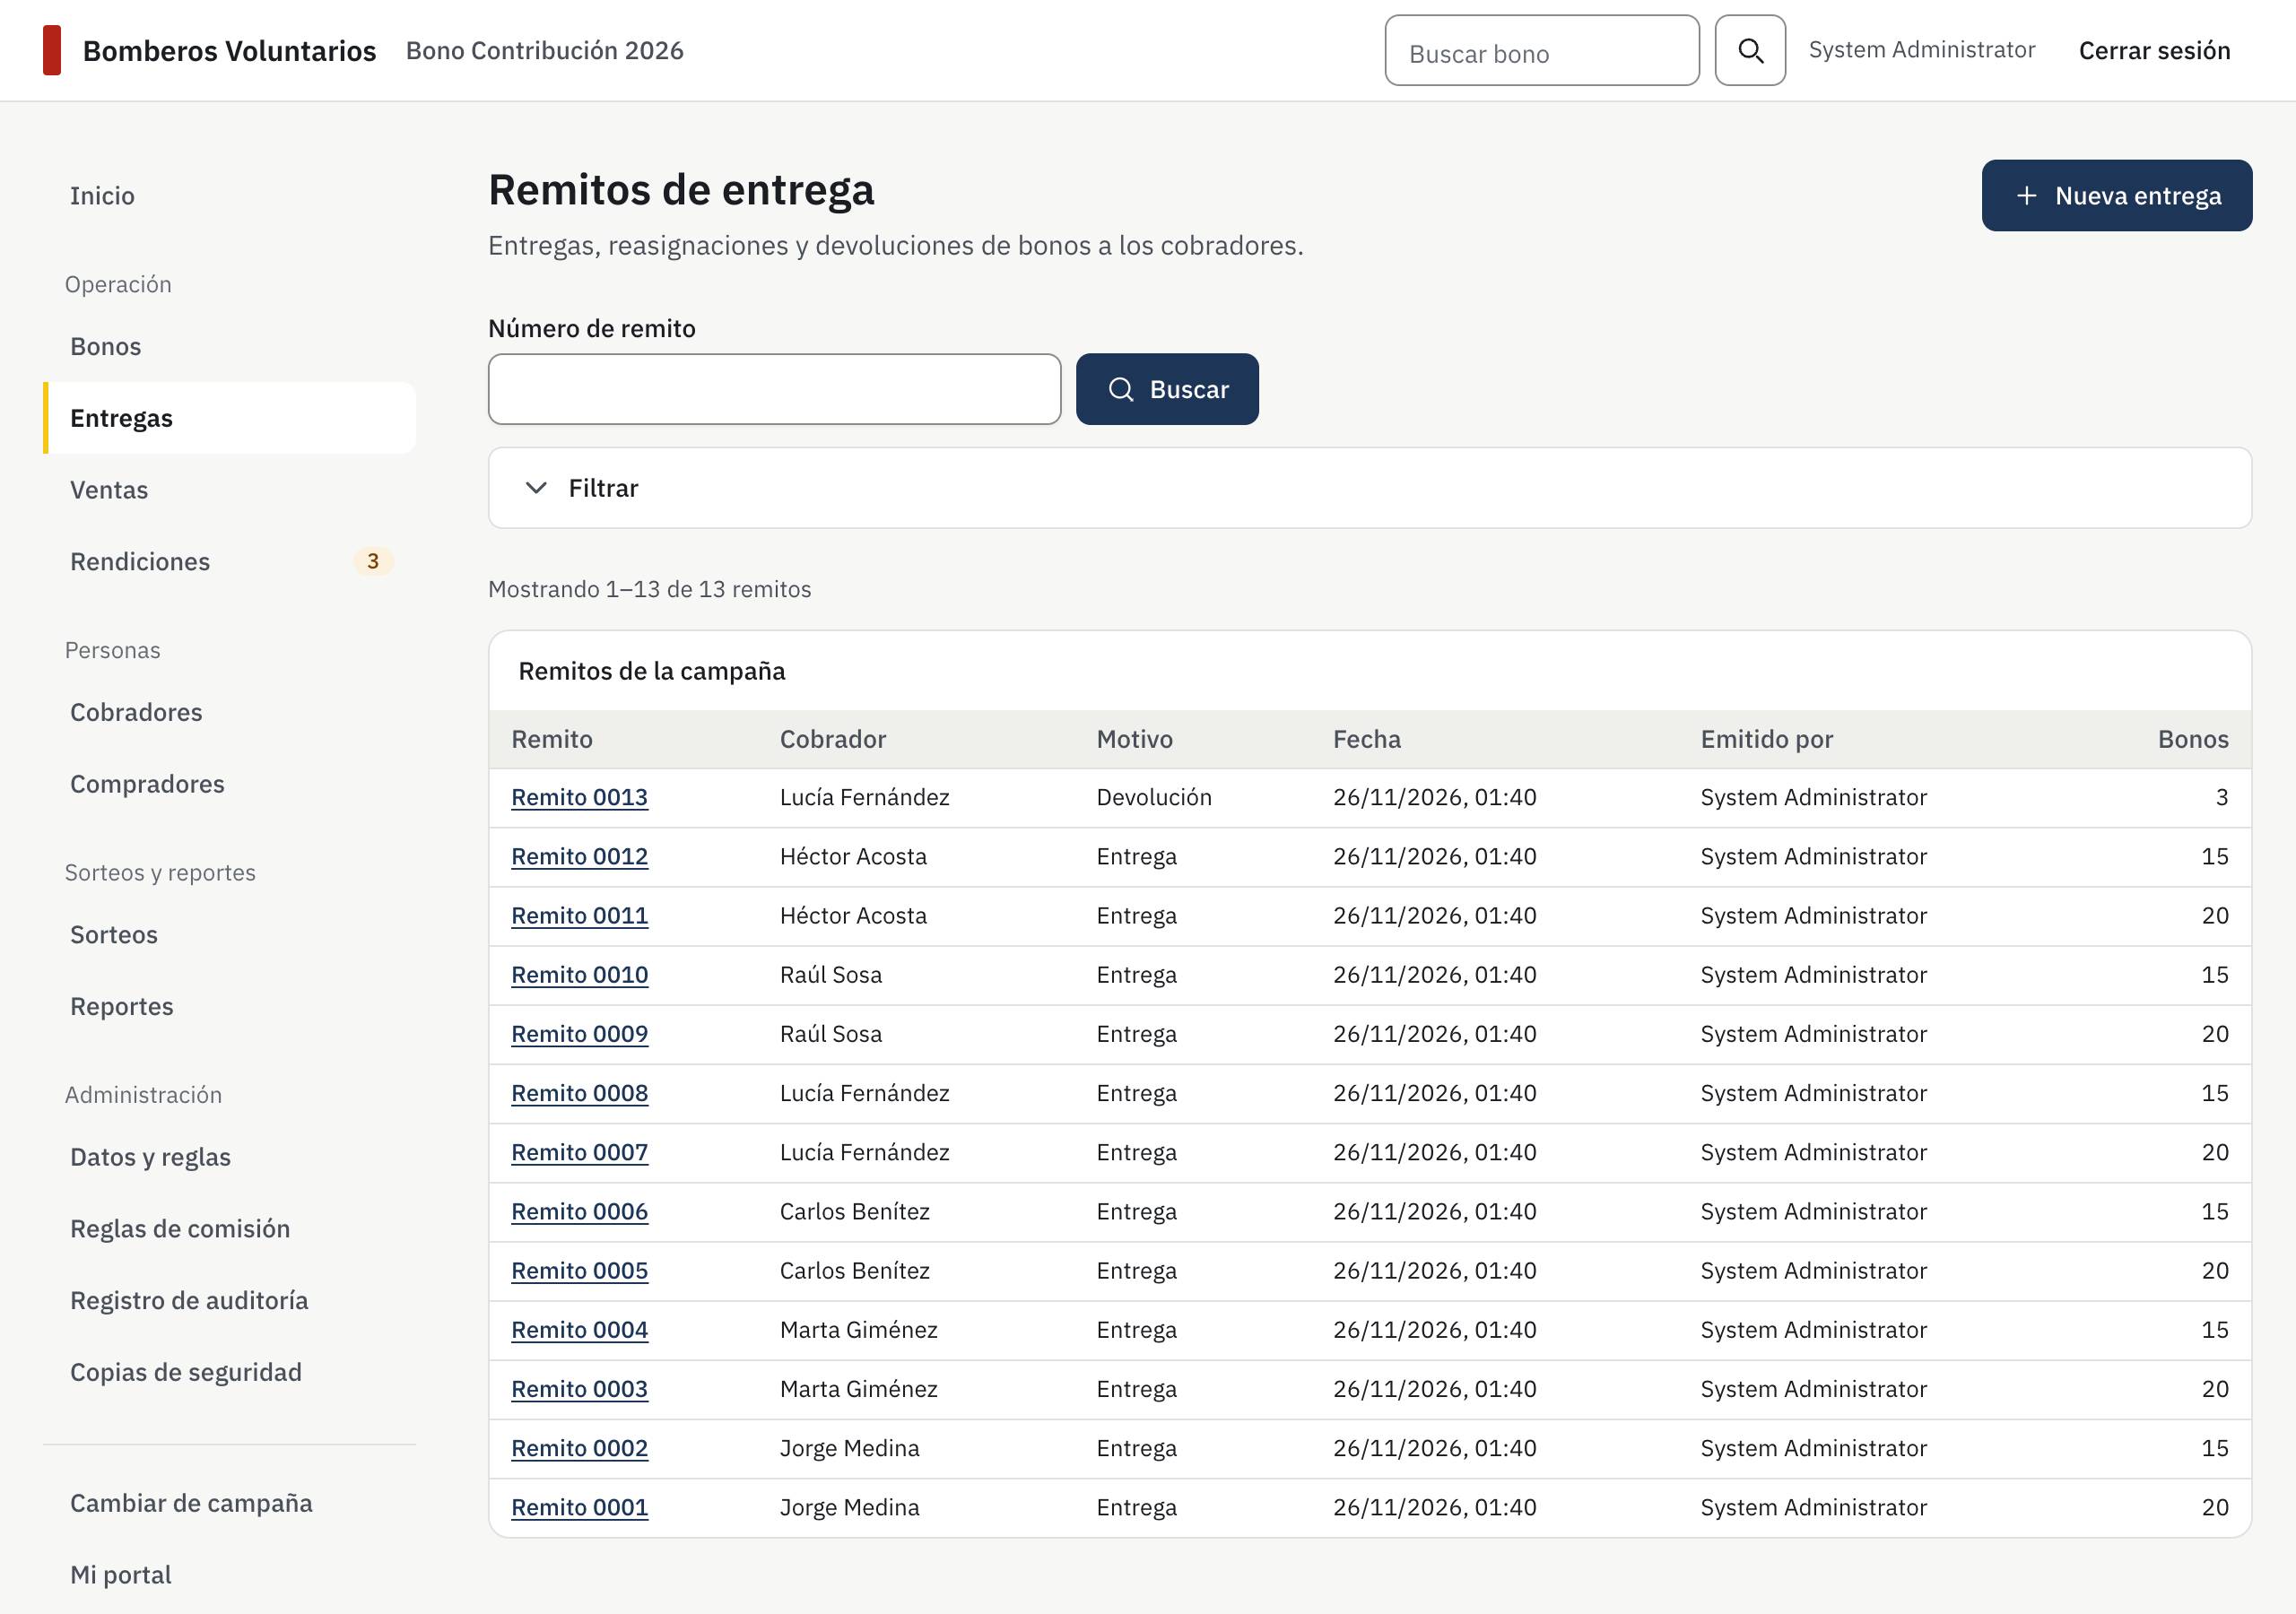 Bomberos Voluntarios Bono Contribución 2026 Buscar bono System Administrator Cerrar sesión
Inicio
Operación
Bonos
Entregas
Ventas
Rendiciones 3
Personas
Cobradores
Compradores
Sorteos y reportes
Sorteos
Reportes
Administración
Datos y reglas
Reglas de comisión
Registro de auditoría
Copias de seguridad
Cambiar de campaña
Mi portal
Remitos de entrega
+ Nueva entrega
Entregas, reasignaciones y devoluciones de bonos a los cobradores.
Número de remito
Buscar
Filtrar
Mostrando 1–13 de 13 remitos
Remitos de la campaña
Remito Cobrador Motivo Fecha Emitido por Bonos
Remito 0013 Lucía Fernández Devolución 26/11/2026, 01:40 System Administrator 3
Remito 0012 Héctor Acosta Entrega 26/11/2026, 01:40 System Administrator 15
Remito 0011 Héctor Acosta Entrega 26/11/2026, 01:40 System Administrator 20
Remito 0010 Raúl Sosa Entrega 26/11/2026, 01:40 System Administrator 15
Remito 0009 Raúl Sosa Entrega 26/11/2026, 01:40 System Administrator 20
Remito 0008 Lucía Fernández Entrega 26/11/2026, 01:40 System Administrator 15
Remito 0007 Lucía Fernández Entrega 26/11/2026, 01:40 System Administrator 20
Remito 0006 Carlos Benítez Entrega 26/11/2026, 01:40 System Administrator 15
Remito 0005 Carlos Benítez Entrega 26/11/2026, 01:40 System Administrator 20
Remito 0004 Marta Giménez Entrega 26/11/2026, 01:40 System Administrator 15
Remito 0003 Marta Giménez Entrega 26/11/2026, 01:40 System Administrator 20
Remito 0002 Jorge Medina Entrega 26/11/2026, 01:40 System Administrator 15
Remito 0001 Jorge Medina Entrega 26/11/2026, 01:40 System Administrator 20